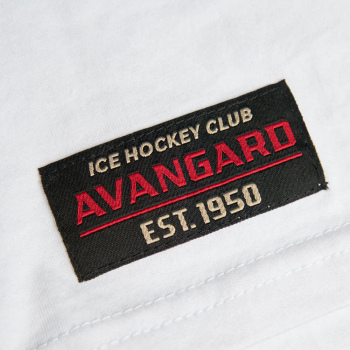 ICE HOCKEY CLUB
AVANGARD
EST. 1950